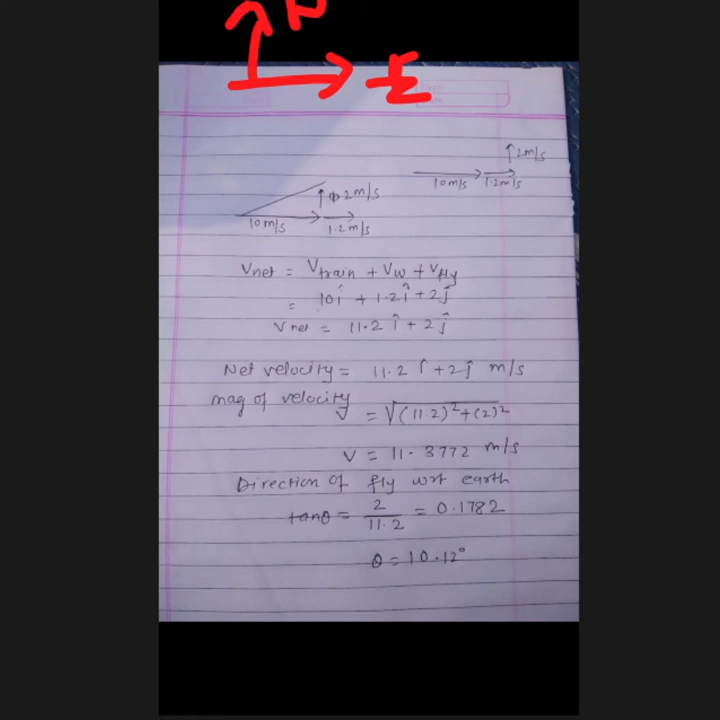 N
E
↑2m/s
10m/s 1.2m/s
↑ 2m/s
10m/s 1.2m/s
Vnet = Vtrain + Vw + Vfly
= 10î + 1.2î + 2ĵ
Vnet = 11.2 î + 2 ĵ
Net velocity = 11.2 î + 2ĵ m/s
mag of velocity
V = √(11.2)²+(2)²
V = 11.3772 m/s
Direction of fly wrt earth
tanθ = 2/11.2 = 0.1782
θ = 10.12°